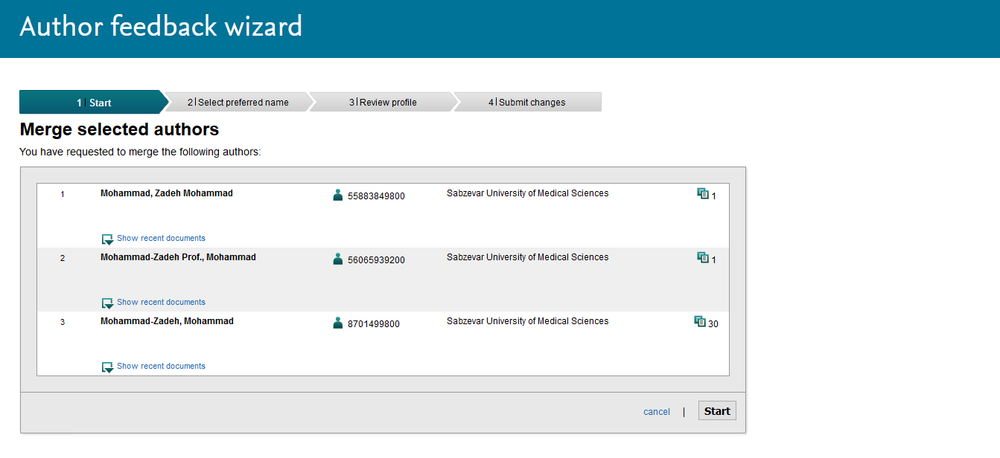 Author feedback wizard
1 | Start 2 | Select preferred name 3 | Review profile 4 | Submit changes
Merge selected authors
You have requested to merge the following authors:
1 Mohammad, Zadeh Mohammad 55883849800 Sabzevar University of Medical Sciences 1
Show recent documents
2 Mohammad-Zadeh Prof., Mohammad 56065939200 Sabzevar University of Medical Sciences 1
Show recent documents
3 Mohammad-Zadeh, Mohammad 8701499800 Sabzevar University of Medical Sciences 30
Show recent documents
cancel | Start